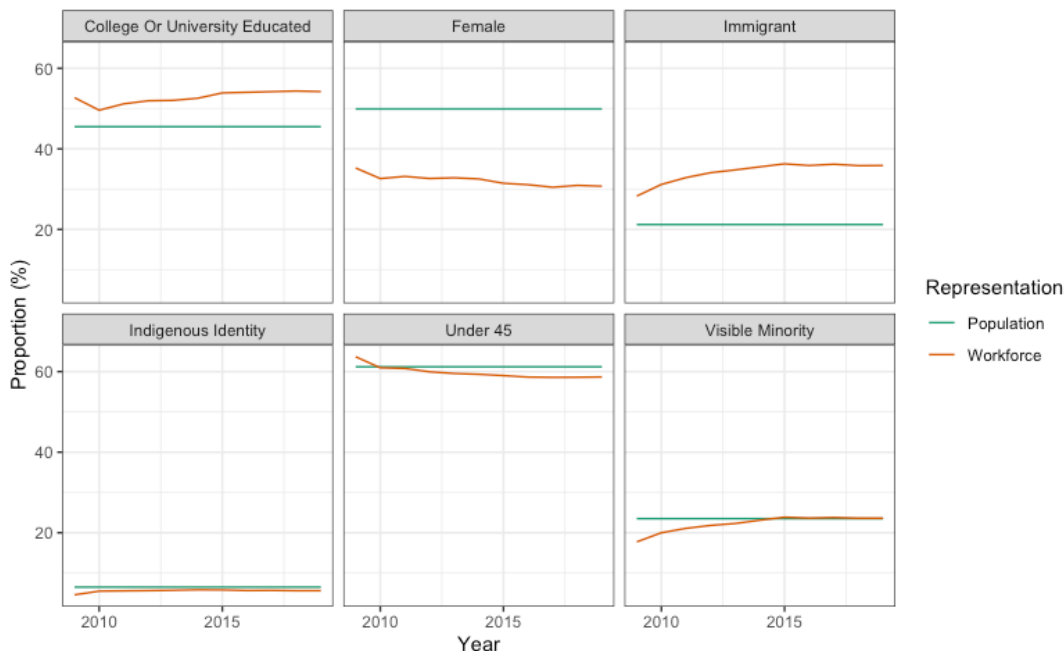 College Or University Educated
Female
Immigrant
60
40
20
Indigenous Identity
Under 45
Visible Minority
60
40
20
2010 2015
2010 2015
2010 2015
Proportion (%)
Year
Representation
Population
Workforce